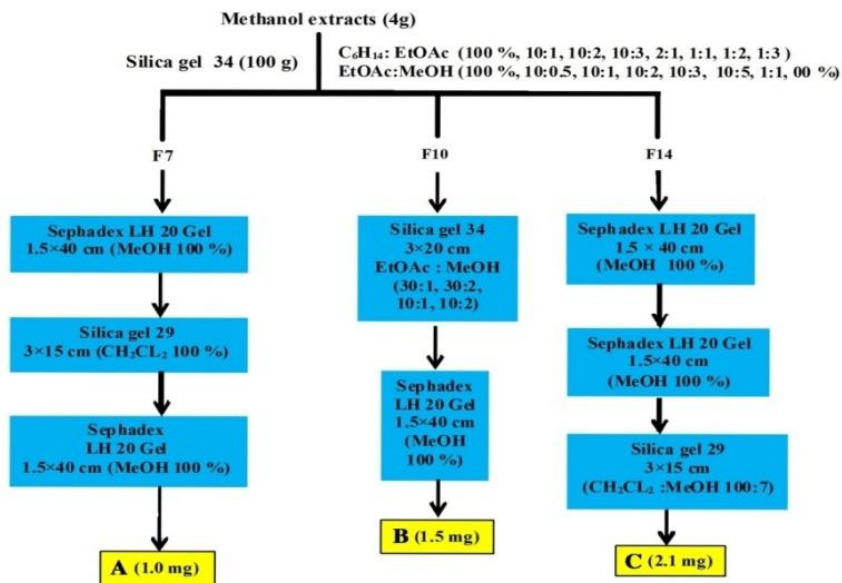 Methanol extracts (4g)
Silica gel 34 (100 g)
C₆H₁₄: EtOAc (100 %, 10:1, 10:2, 10:3, 2:1, 1:1, 1:2, 1:3 )
EtOAc:MeOH (100 %, 10:0.5, 10:1, 10:2, 10:3, 10:5, 1:1, 00 %)
F7
F10
F14
Sephadex LH 20 Gel
1.5×40 cm (MeOH 100 %)
Silica gel 29
3×15 cm (CH₂CL₂ 100 %)
Sephadex
LH 20 Gel
1.5×40 cm (MeOH 100 %)
A (1.0 mg)
Silica gel 34
3×20 cm
EtOAc : MeOH
(30:1, 30:2,
10:1, 10:2)
Sephadex
LH 20 Gel
1.5×40 cm
(MeOH
100 %)
B (1.5 mg)
Sephadex LH 20 Gel
1.5 × 40 cm
(MeOH 100 %)
Sephadex LH 20 Gel
1.5×40 cm
(MeOH 100 %)
Silica gel 29
3×15 cm
(CH₂CL₂ :MeOH 100:7)
C (2.1 mg)